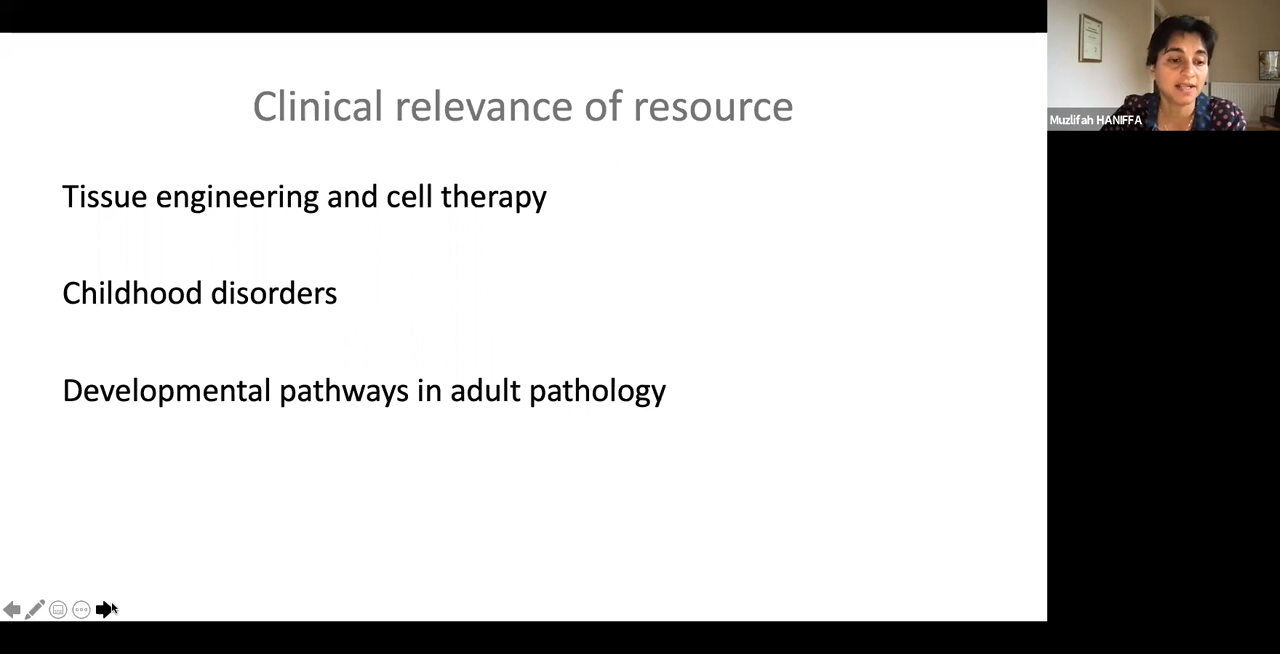 Clinical relevance of resource
Muzlifah HANIFFA
Tissue engineering and cell therapy
Childhood disorders
Developmental pathways in adult pathology